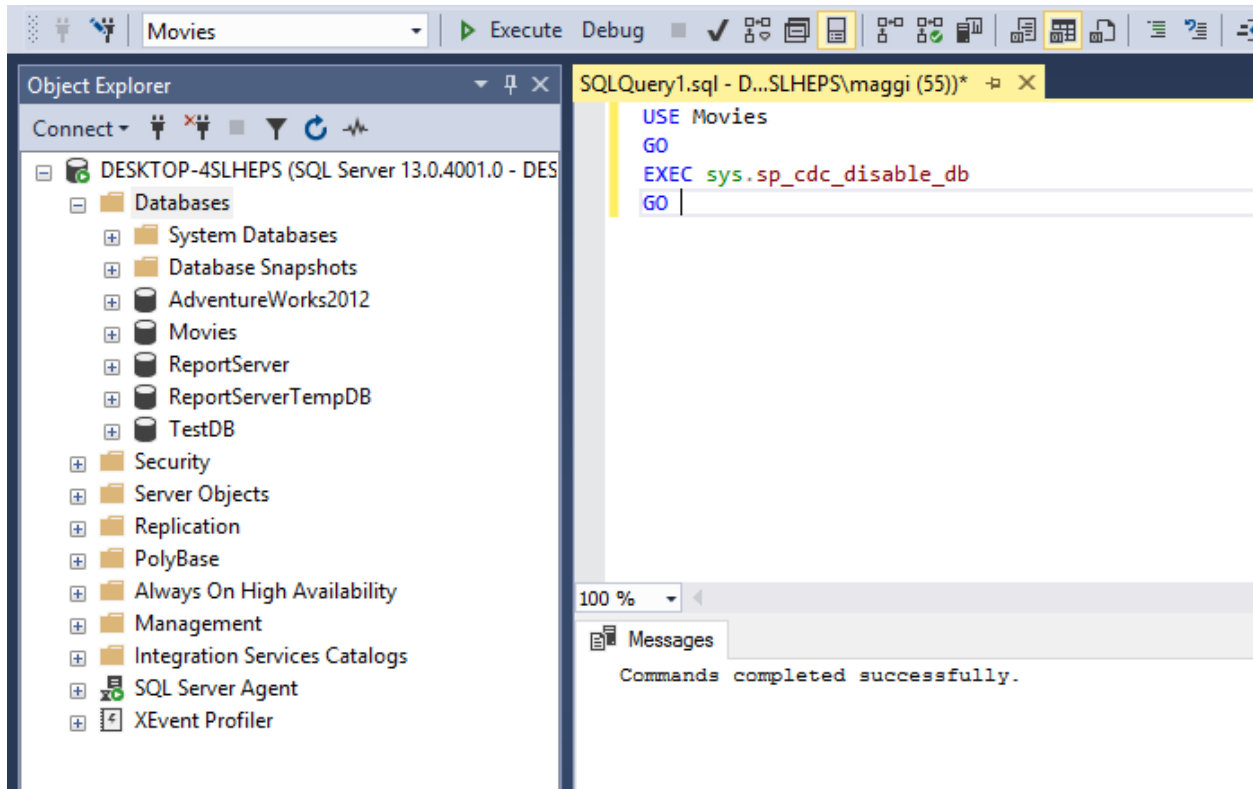 Movies
Execute Debug
Object Explorer
Connect
DESKTOP-4SLHEPS (SQL Server 13.0.4001.0 - DES
Databases
System Databases
Database Snapshots
AdventureWorks2012
Movies
ReportServer
ReportServerTempDB
TestDB
Security
Server Objects
Replication
PolyBase
Always On High Availability
Management
Integration Services Catalogs
SQL Server Agent
XEvent Profiler
SQLQuery1.sql - D...SLHEPS\maggi (55))*
USE Movies
GO
EXEC sys.sp_cdc_disable_db
GO
100 %
Messages
Commands completed successfully.